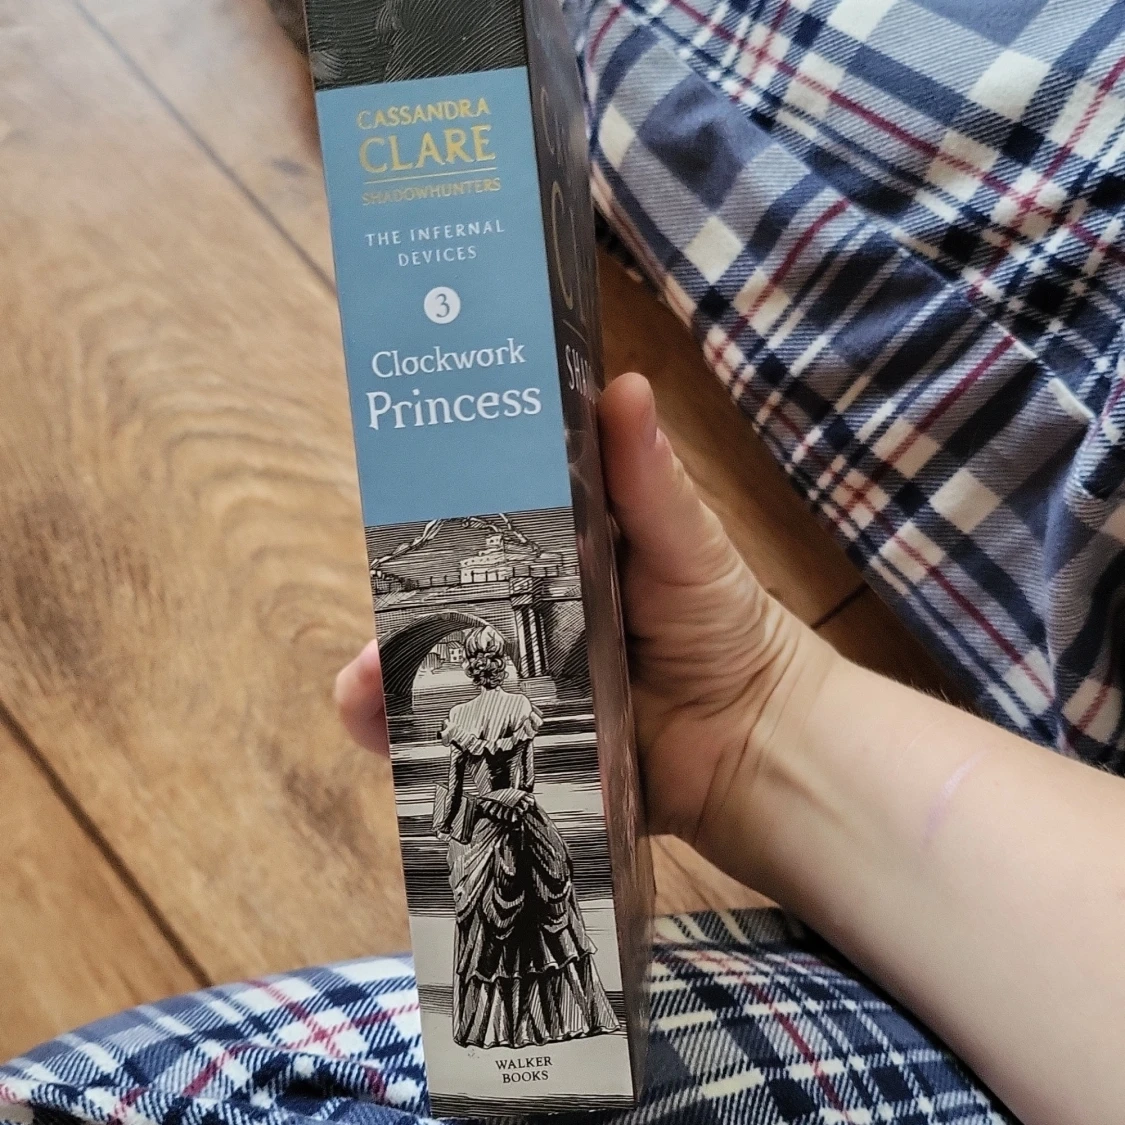 CASSANDRA
CLARE
SHADOWHUNTERS
THE INFERNAL
DEVICES
3
Clockwork
Princess
WALKER
BOOKS